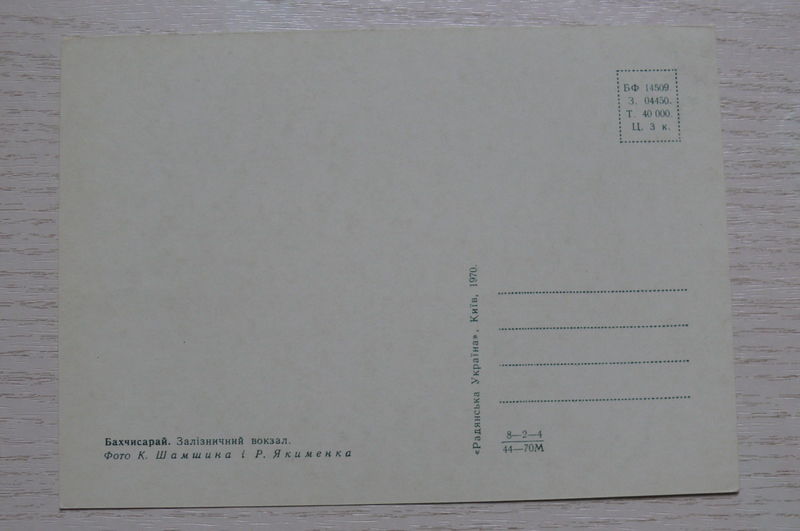 БФ 14509.
З. 04450.
Т. 40 000.
Ц. 3 к.
«Радянська Україна», Київ, 1970.
8—2—4
44—70М
Бахчисарай. Залізничний вокзал.
Фото К. Шамшина і Р. Якименка